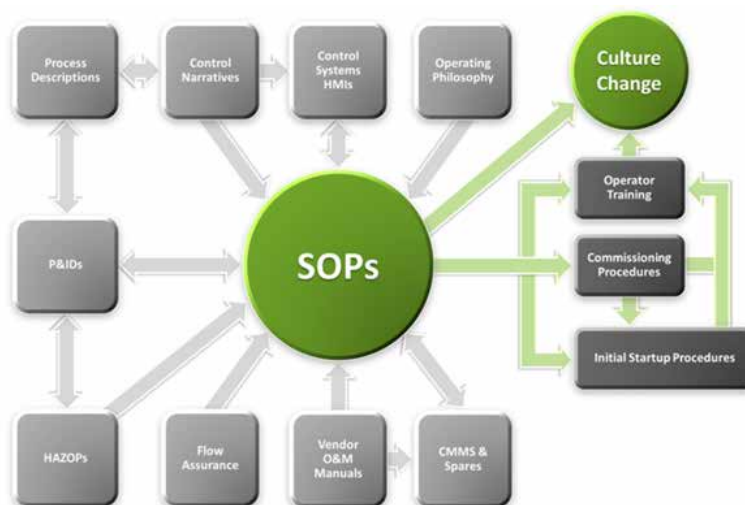 Process
Descriptions
Control
Narratives
Control
Systems
HMIs
Operating
Philosophy
Culture
Change
Operator
Training
P&IDs
SOPs
Commissioning
Procedures
Initial Startup Procedures
HAZOPs
Flow
Assurance
Vendor
O&M
Manuals
CMMS &
Spares